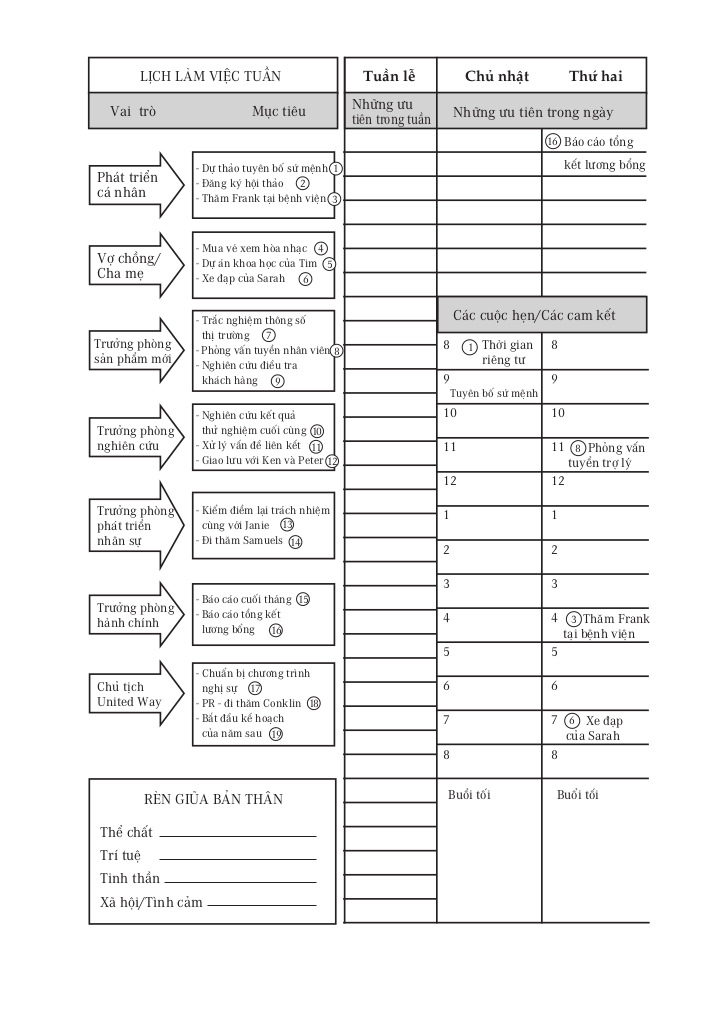 LỊCH LÀM VIỆC TUẦN
Vai trò Mục tiêu
Phát triển
cá nhân
- Dự thảo tuyên bố sứ mệnh 1
- Đăng ký hội thảo 2
- Thăm Frank tại bệnh viện 3
Vợ chồng/
Cha mẹ
- Mua vé xem hòa nhạc 4
- Dự án khoa học của Tim 5
- Xe đạp của Sarah 6
Trưởng phòng
sản phẩm mới
- Trắc nghiệm thông số
thị trường 7
- Phỏng vấn tuyển nhân viên 8
- Nghiên cứu điều tra
khách hàng 9
Trưởng phòng
nghiên cứu
- Nghiên cứu kết quả
thử nghiệm cuối cùng 10
- Xử lý vấn đề liên kết 11
- Giao lưu với Ken và Peter 12
Trưởng phòng
phát triển
nhân sự
- Kiểm điểm lại trách nhiệm
cùng với Janie 13
- Đi thăm Samuels 14
Trưởng phòng
hành chính
- Báo cáo cuối tháng 15
- Báo cáo tổng kết
lương bổng 16
Chủ tịch
United Way
- Chuẩn bị chương trình
nghị sự 17
- PR - đi thăm Conklin 18
- Bắt đầu kế hoạch
của năm sau 19
RÈN GIŨA BẢN THÂN
Thể chất
Trí tuệ
Tinh thần
Xã hội/Tình cảm
Tuần lễ Chủ nhật Thứ hai
Những ưu
tiên trong tuần
Những ưu tiên trong ngày
16 Báo cáo tổng
kết lương bổng
Các cuộc hẹn/Các cam kết
8 1 Thời gian
riêng tư
9
Tuyên bố sứ mệnh
10
11
12
1
2
3
4
5
6
7
8
Buổi tối
8
9
10
11 8 Phỏng vấn
tuyển trợ lý
12
1
2
3
4 3 Thăm Frank
tại bệnh viện
5
6
7 6 Xe đạp
của Sarah
8
Buổi tối